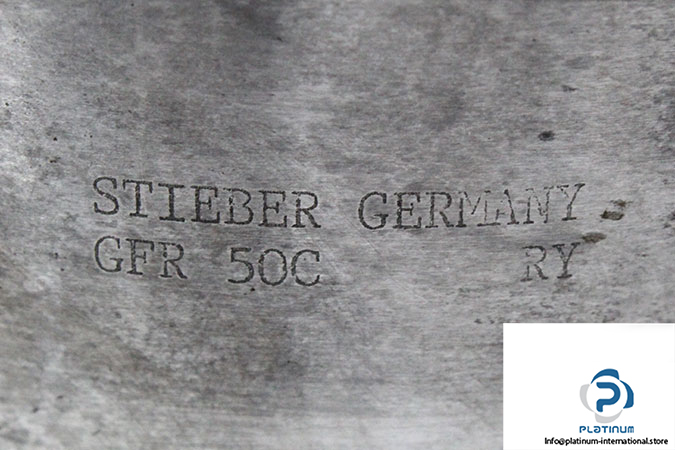 STIEBER GERMANY
GFR 50C RY
PLATINUM
Info@platinum-international.store